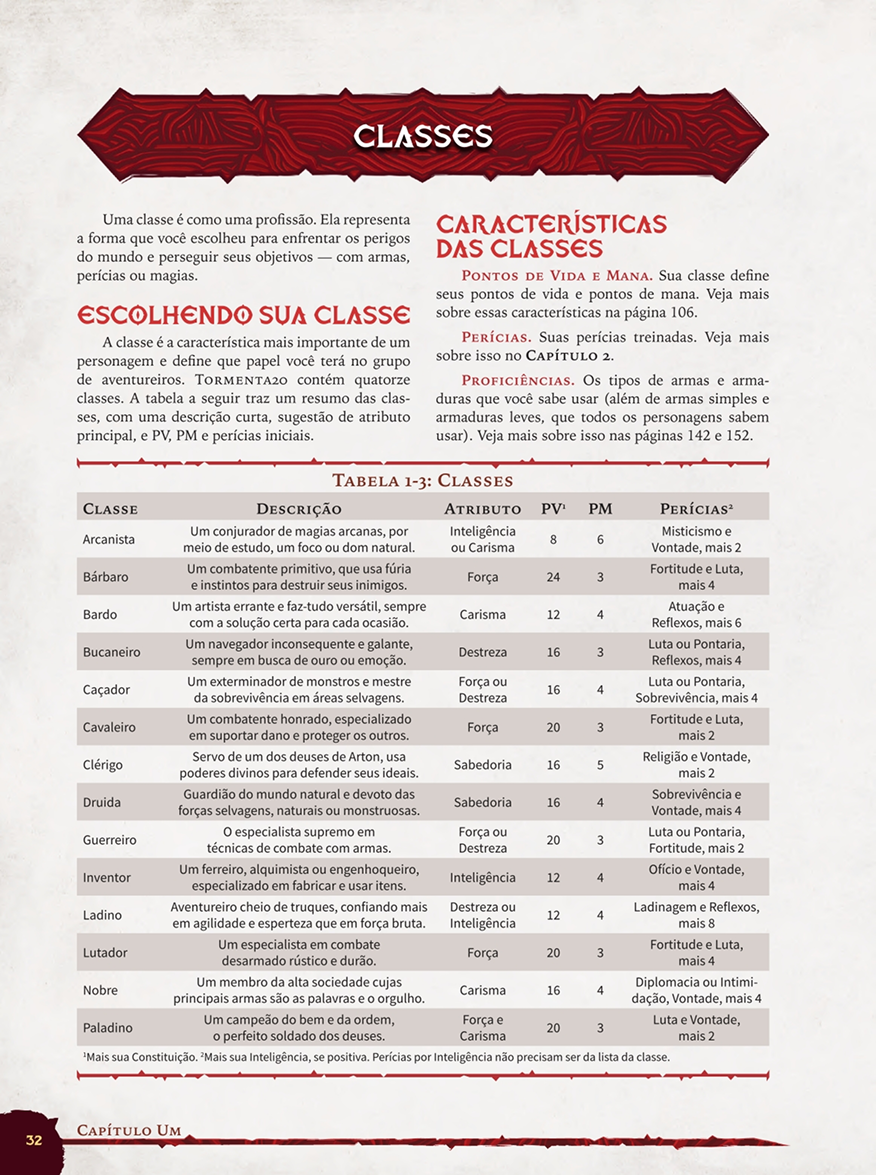 CLASSES
Uma classe é como uma profissão. Ela representa
a forma que você escolheu para enfrentar os perigos
do mundo e perseguir seus objetivos — com armas,
perícias ou magias.
ESCOLHENDO SUA CLASSE
A classe é a característica mais importante de um
personagem e define que papel você terá no grupo
de aventureiros. TORMENTA20 contém quatorze
classes. A tabela a seguir traz um resumo das clas-
ses, com uma descrição curta, sugestão de atributo
principal, e PV, PM e perícias iniciais.
CARACTERÍSTICAS
DAS CLASSES
PONTOS DE VIDA E MANA. Sua classe define
seus pontos de vida e pontos de mana. Veja mais
sobre essas características na página 106.
PERÍCIAS. Suas perícias treinadas. Veja mais
sobre isso no CAPÍTULO 2.
PROFICIÊNCIAS. Os tipos de armas e arma-
duras que você sabe usar (além de armas simples e
armaduras leves, que todos os personagens sabem
usar). Veja mais sobre isso nas páginas 142 e 152.
TABELA 1-3: CLASSES
CLASSE DESCRIÇÃO ATRIBUTO PV¹ PM PERÍCIAS²
Arcanista Um conjurador de magias arcanas, por Inteligência 8 6 Misticismo e
meio de estudo, um foco ou dom natural. ou Carisma Vontade, mais 2
Bárbaro Um combatente primitivo, que usa fúria Força 24 3 Fortitude e Luta,
e instintos para destruir seus inimigos. mais 4
Bardo Um artista errante e faz-tudo versátil, sempre Carisma 12 4 Atuação e
com a solução certa para cada ocasião. Reflexos, mais 6
Bucaneiro Um navegador inconsequente e galante, Destreza 16 3 Luta ou Pontaria,
sempre em busca de ouro ou emoção. Reflexos, mais 4
Caçador Um exterminador de monstros e mestre Força ou 16 4 Luta ou Pontaria,
da sobrevivência em áreas selvagens. Destreza Sobrevivência, mais 4
Cavaleiro Um combatente honrado, especializado Força 20 3 Fortitude e Luta,
em suportar dano e proteger os outros. mais 2
Clérigo Servo de um dos deuses de Arton, usa Sabedoria 16 5 Religião e Vontade,
poderes divinos para defender seus ideais. mais 2
Druida Guardião do mundo natural e devoto das Sabedoria 16 4 Sobrevivência e
forças selvagens, naturais ou monstruosas. Vontade, mais 4
Guerreiro O especialista supremo em Força ou 20 3 Luta ou Pontaria,
técnicas de combate com armas. Destreza Fortitude, mais 2
Inventor Um ferreiro, alquimista ou engenhoqueiro, Inteligência 12 4 Ofício e Vontade,
especializado em fabricar e usar itens. mais 4
Ladino Aventureiro cheio de truques, confiando mais Destreza ou 12 4 Ladinagem e Reflexos,
em agilidade e esperteza que em força bruta. Inteligência mais 8
Lutador Um especialista em combate Força 20 3 Fortitude e Luta,
desarmado rústico e durão. mais 4
Nobre Um membro da alta sociedade cujas Carisma 16 4 Diplomacia ou Intimi-
principais armas são as palavras e o orgulho. dação, Vontade, mais 4
Paladino Um campeão do bem e da ordem, Força e 20 3 Luta e Vontade,
o perfeito soldado dos deuses. Carisma mais 2
¹Mais sua Constituição. ²Mais sua Inteligência, se positiva. Perícias por Inteligência não precisam ser da lista da classe.
32 CAPÍTULO UM